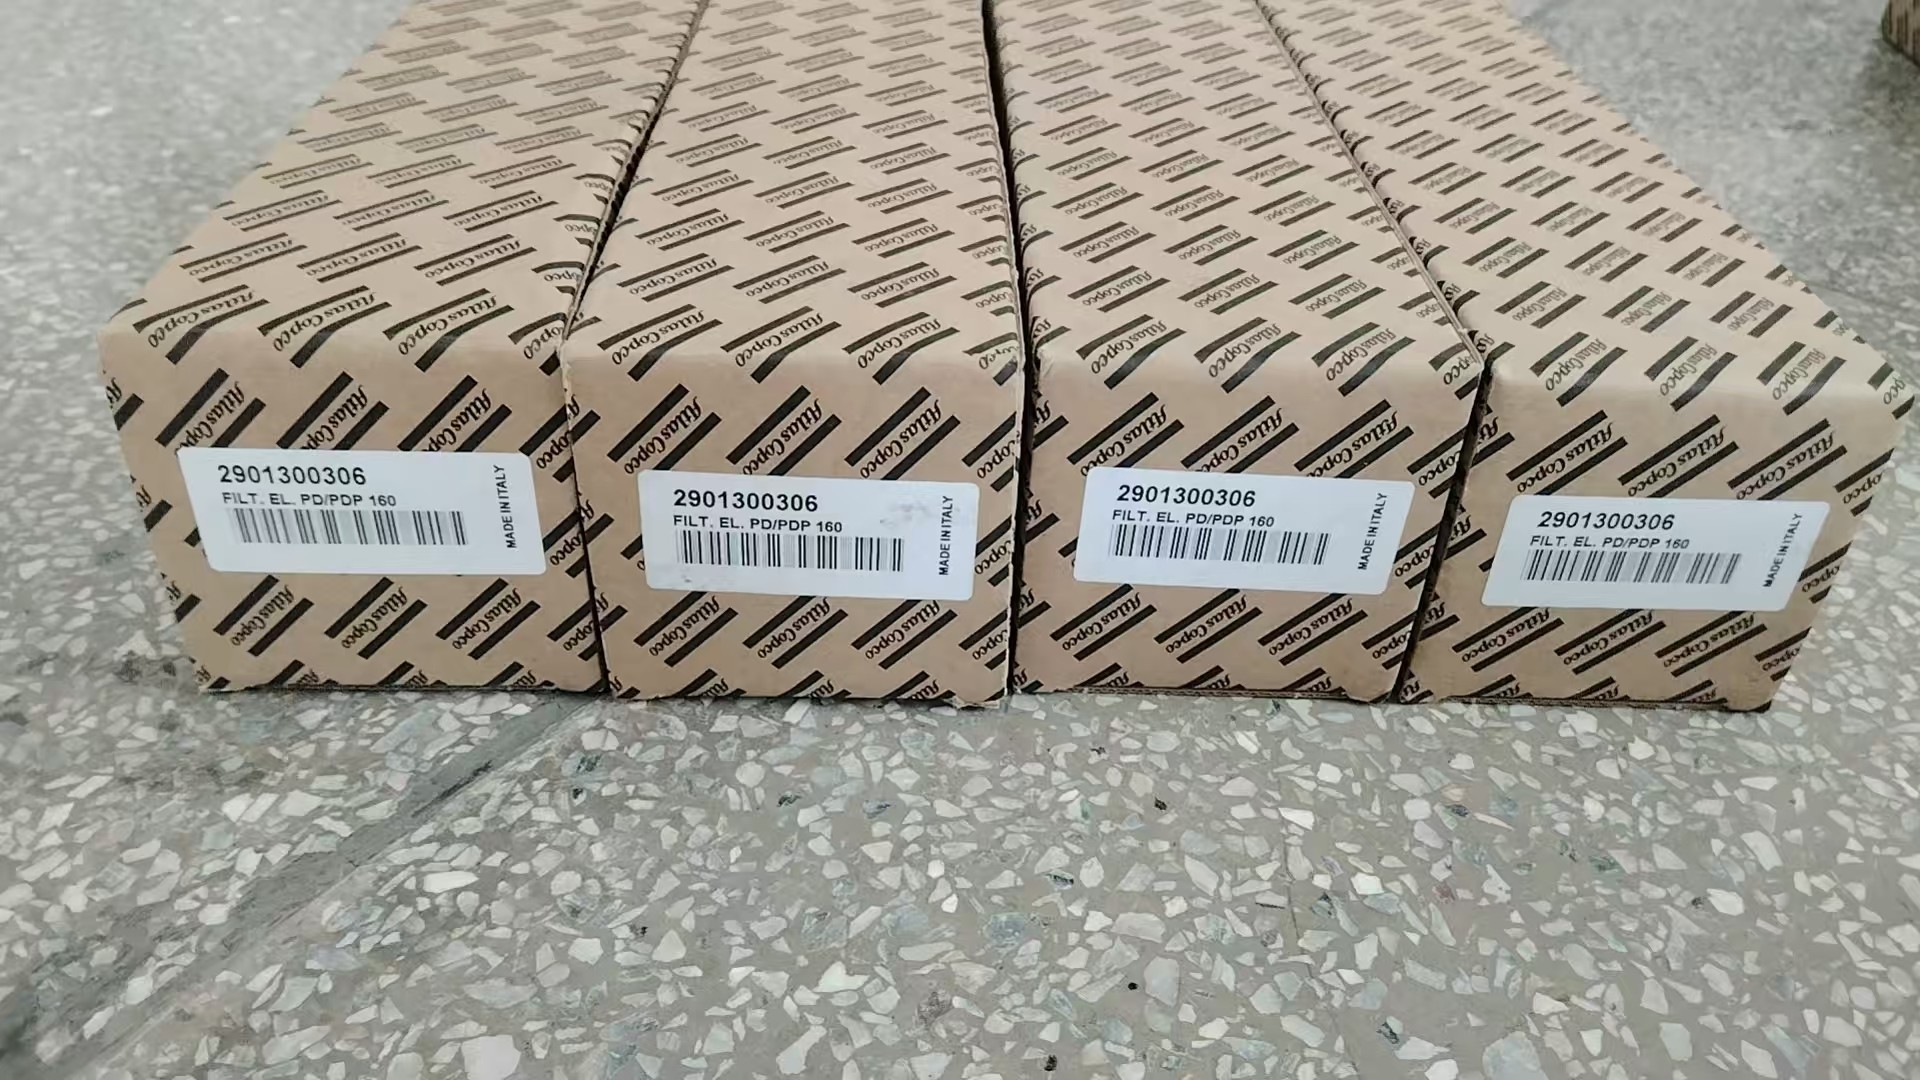 2901300306
FILT. EL. PD/PDP 160
MADE IN ITALY
2901300306
FILT. EL. PD/PDP 160
MADE IN ITALY
2901300306
FILT. EL. PD/PDP 160
MADE IN ITALY
2901300306
FILT. EL. PD/PDP 160
MADE IN ITALY
Atlas Copco